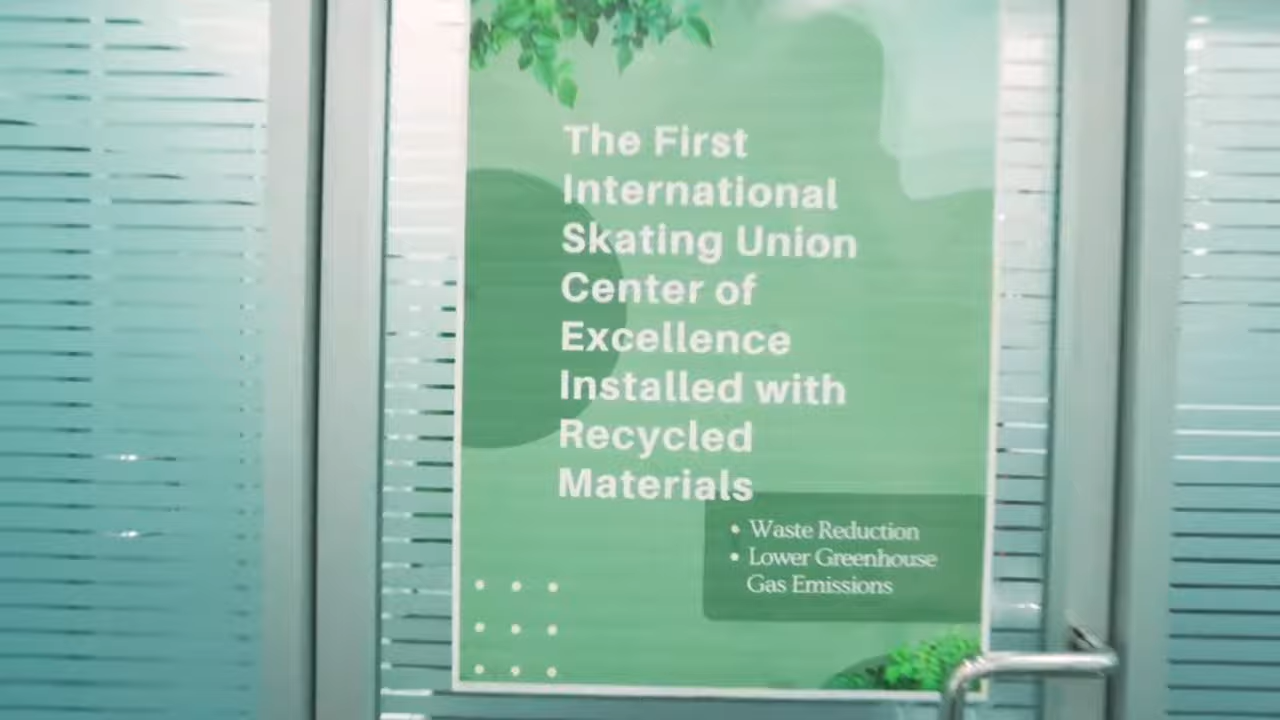 The First
International
Skating Union
Center of
Excellence
Installed with
Recycled
Materials
• Waste Reduction
• Lower Greenhouse
Gas Emissions